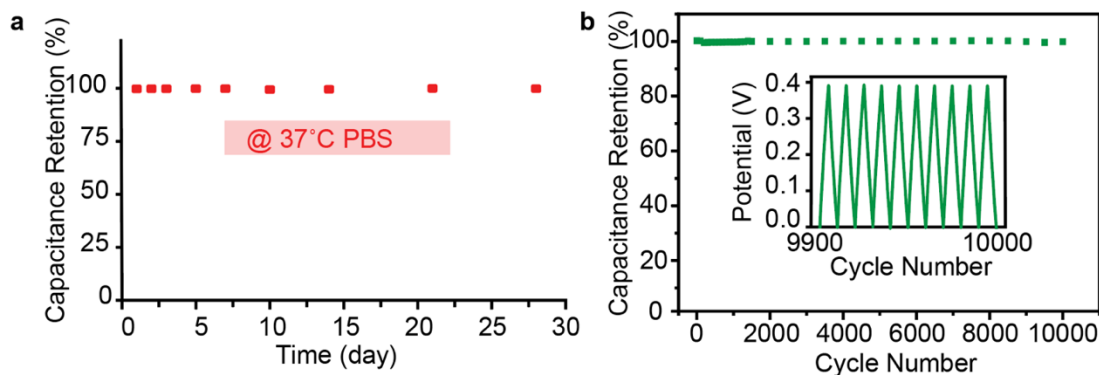 a
Capacitance Retention (%)
100
75
50
25
0
@ 37°C PBS
0 5 10 15 20 25 30
Time (day)
b
Capacitance Retention (%)
100
80
60
40
20
0
Potential (V)
0.4
0.3
0.2
0.1
0.0
9900 10000
Cycle Number
0 2000 4000 6000 8000 10000
Cycle Number